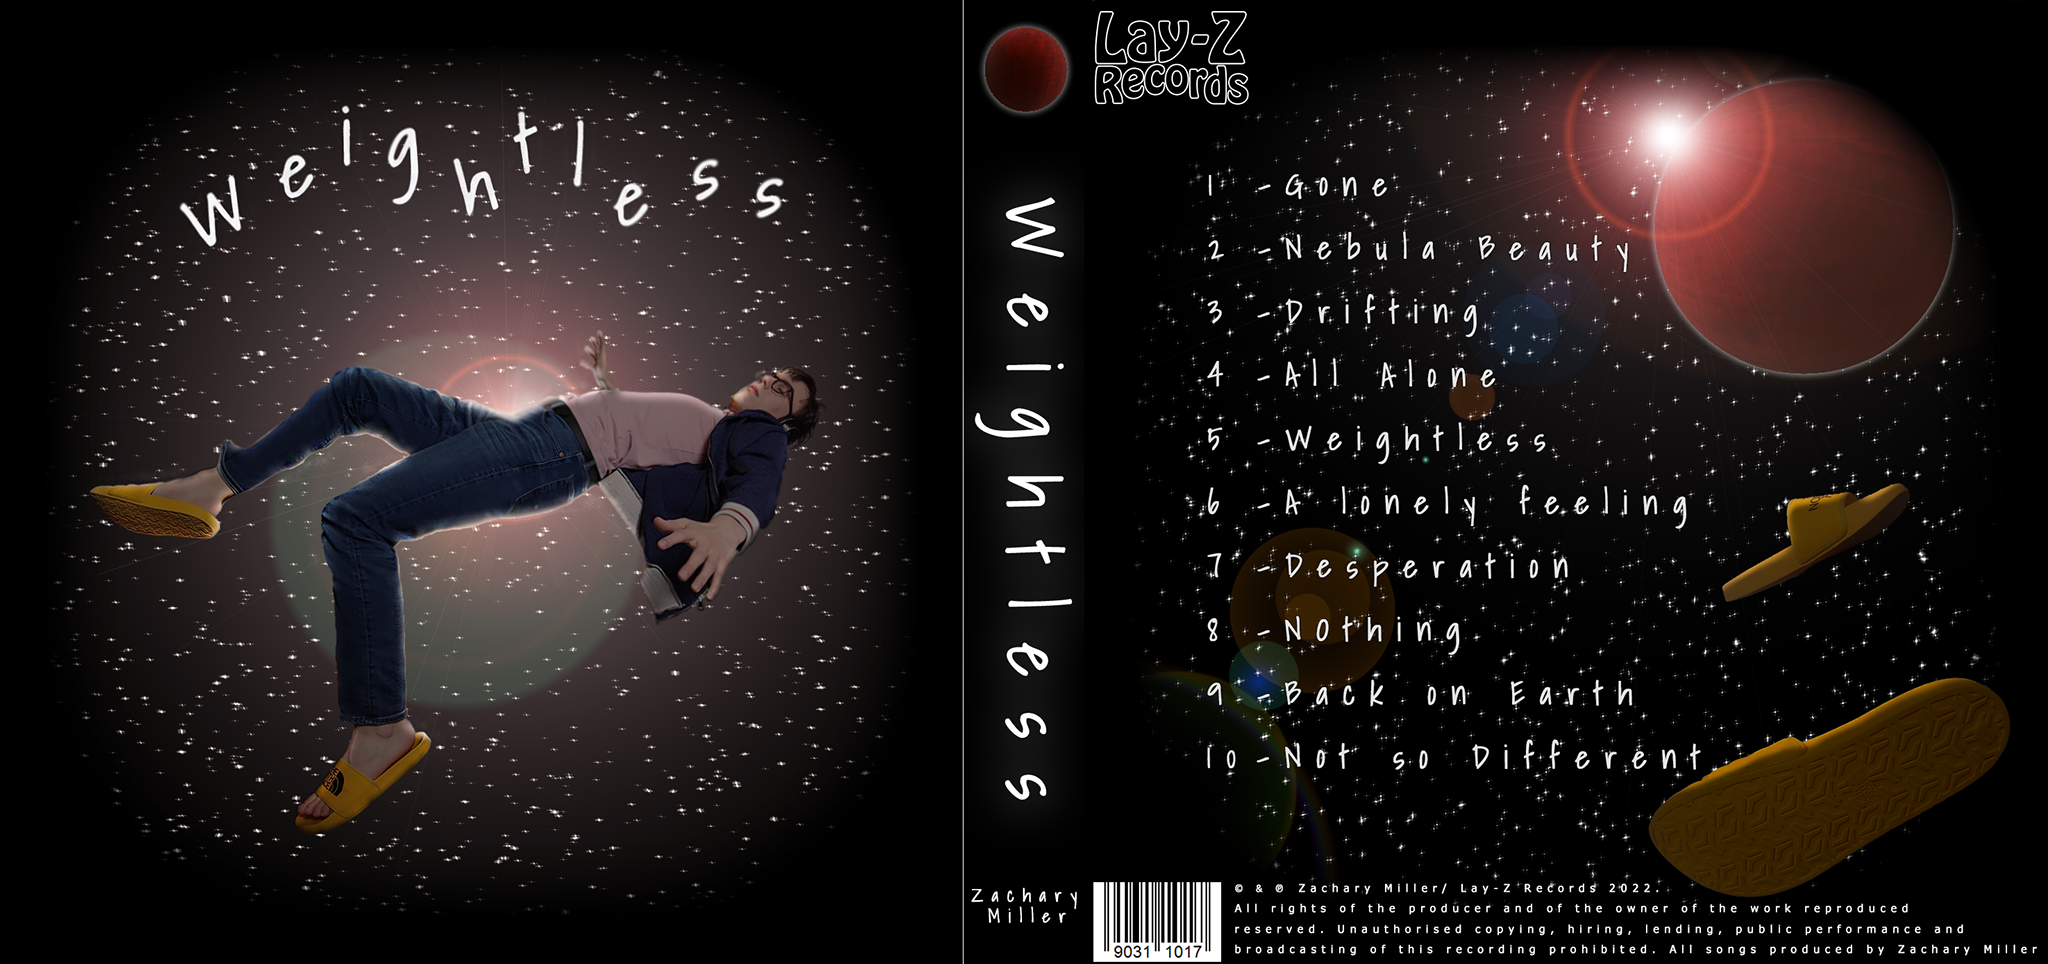 Weightless
Weightless
Zachary
Miller
Lay-Z
Records
1 -Gone
2 -Nebula Beauty
3 -Drifting
4 -All Alone
5 -Weightless
6 -A lonely feeling
7 -Desperation
8 -NOthing
9 -Back on Earth
10 -Not so Different
9031 1017
© & ℗ Zachary Miller/ Lay-Z Records 2022.
All rights of the producer and of the owner of the work reproduced
reserved. Unauthorised copying, hiring, lending, public performance and
broadcasting of this recording prohibited. All songs produced by Zachary Miller